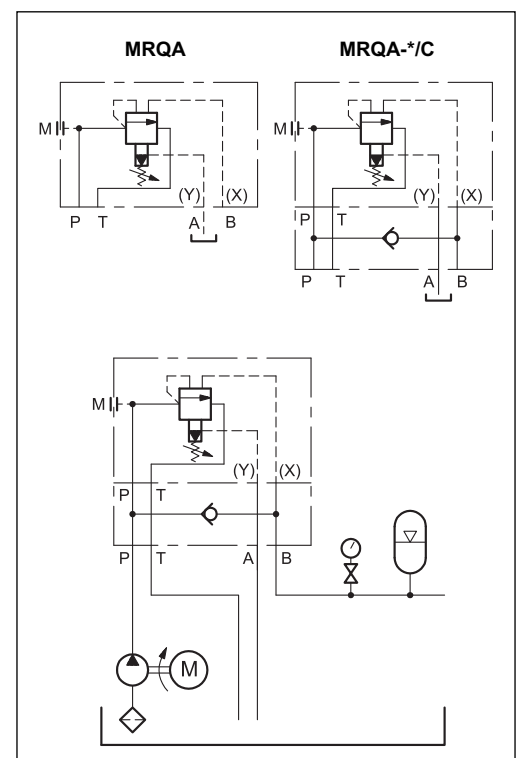 MRQA MRQA-*/C
M M
(Y) (X) (Y) (X)
P T A B P T
P T A B
M
(Y) (X)
P T
P T A B
M